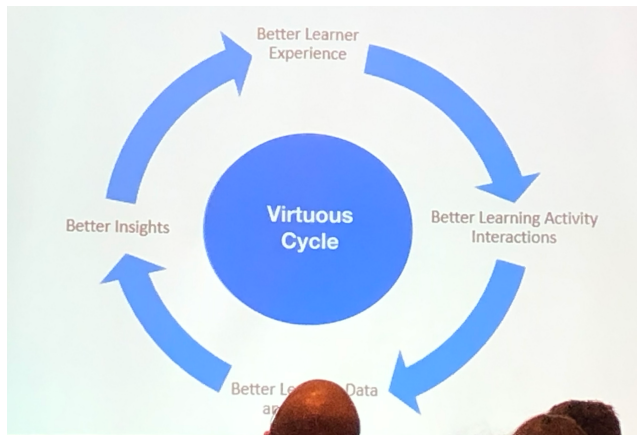 Better Learner
Experience
Better Learning Activity
Interactions
Virtuous
Cycle
Better Insights
Better Data